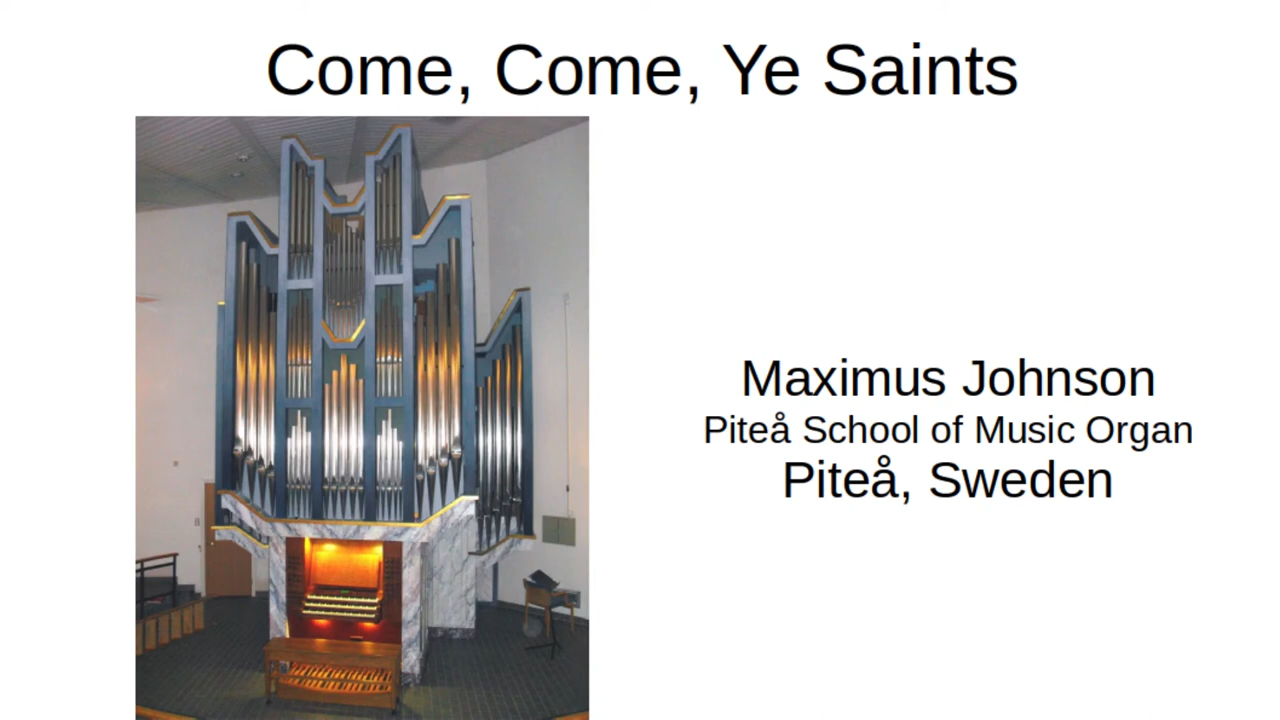 Come, Come, Ye Saints
Maximus Johnson
Piteå School of Music Organ
Piteå, Sweden